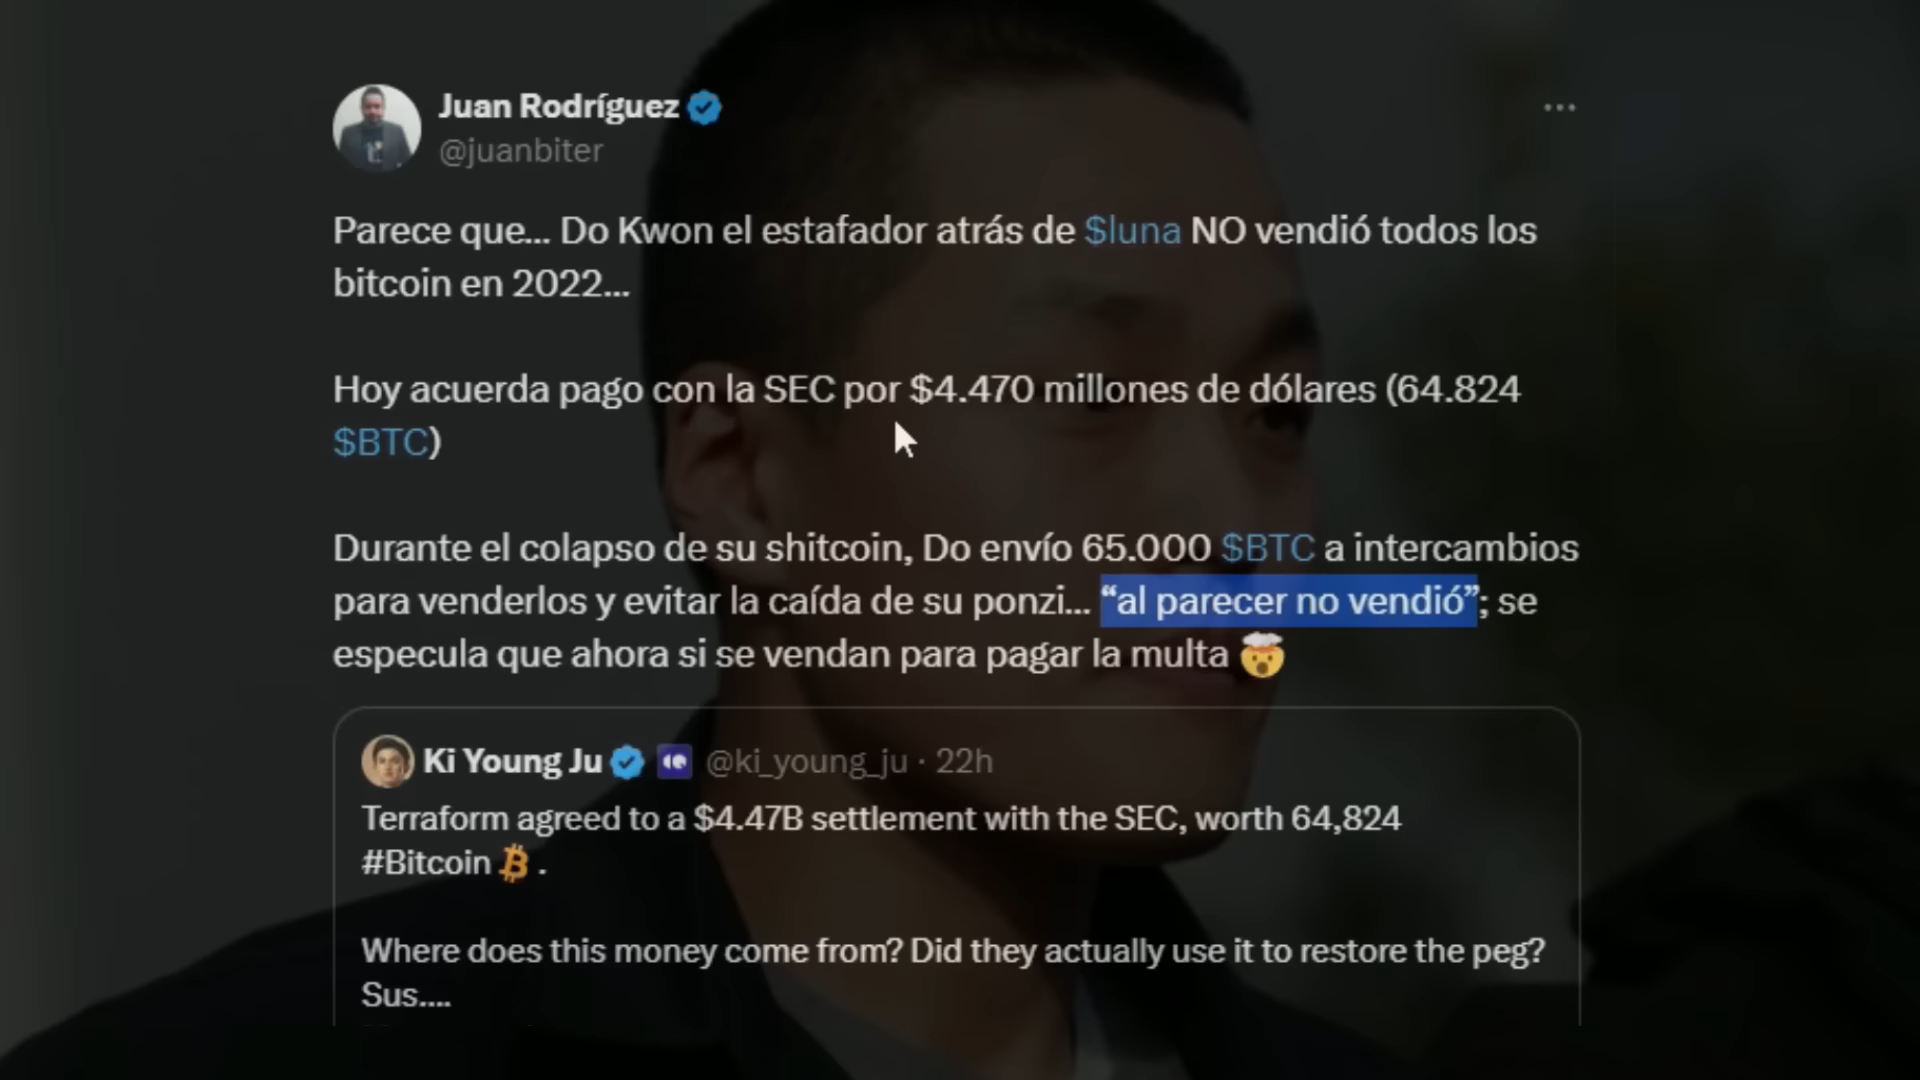 Juan Rodríguez
@juanbiter
Parece que... Do Kwon el estafador atrás de $luna NO vendió todos los
bitcoin en 2022...
Hoy acuerda pago con la SEC por $4.470 millones de dólares (64.824
$BTC)
Durante el colapso de su shitcoin, Do envío 65.000 $BTC a intercambios
para venderlos y evitar la caída de su ponzi... “al parecer no vendió”; se
especula que ahora si se vendan para pagar la multa 🤯
Ki Young Ju @ki_young_ju · 22h
Terraform agreed to a $4.47B settlement with the SEC, worth 64,824
#Bitcoin ₿ .
Where does this money come from? Did they actually use it to restore the peg?
Sus....